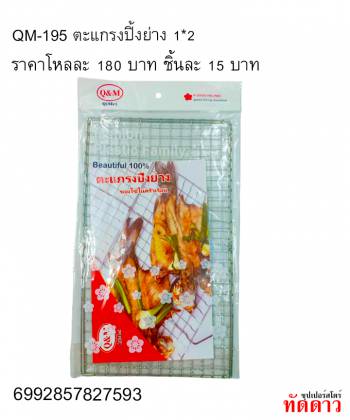 QM-195 ตะแกรงปิ้งย่าง 1*2
ราคาโหลละ 180 บาท ชิ้นละ 15 บาท
Q&M
Beautiful 100%
ตะแกรงปิ้งย่าง
Q&M
6992857827593
ซุปเปอร์สโตร์
ทัดดาว